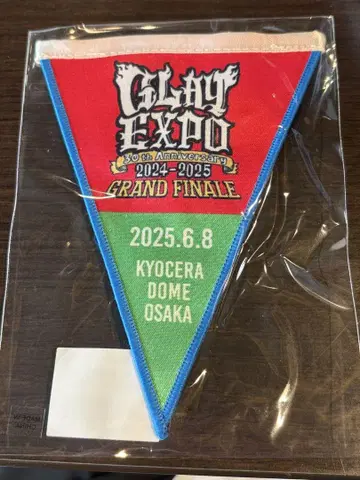 GLAY
EXPO
30th Anniversary
2024-2025
GRAND FINALE
2025.6.8
KYOCERA
DOME
OSAKA